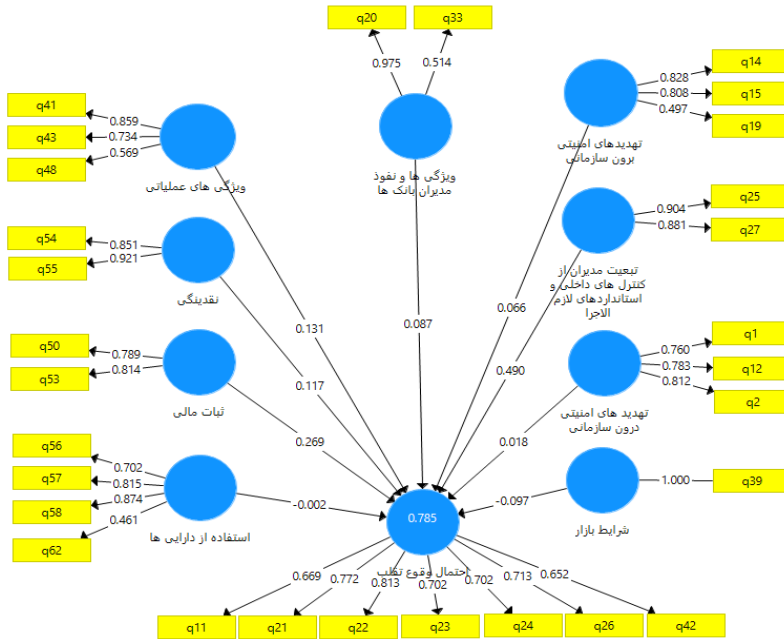 q20
q33
0.975
0.514
ویژگی ها و نفوذ
مدیران بانک ها
0.087
q41
q43
q48
0.859
0.734
0.569
ویژگی های عملیاتی
0.131
q54
q55
0.851
0.921
نقدینگی
0.117
q50
q53
0.789
0.814
ثبات مالی
0.269
q56
q57
q58
q62
0.702
0.815
0.874
0.461
استفاده از دارایی ها
-0.002
q14
q15
q19
0.828
0.808
0.497
تهدیدهای امنیتی
برون سازمانی
0.066
q25
q27
0.904
0.881
تبعیت مدیران از
کنترل های داخلی و
استانداردهای لازم
الاجرا
0.490
q1
q12
q2
0.760
0.783
0.812
تهدید های امنیتی
درون سازمانی
0.018
q39
1.000
شرایط بازار
-0.097
0.785
احتمال وقوع تقلب
0.669
0.772
0.813
0.702
0.702
0.713
0.652
q11
q21
q22
q23
q24
q26
q42